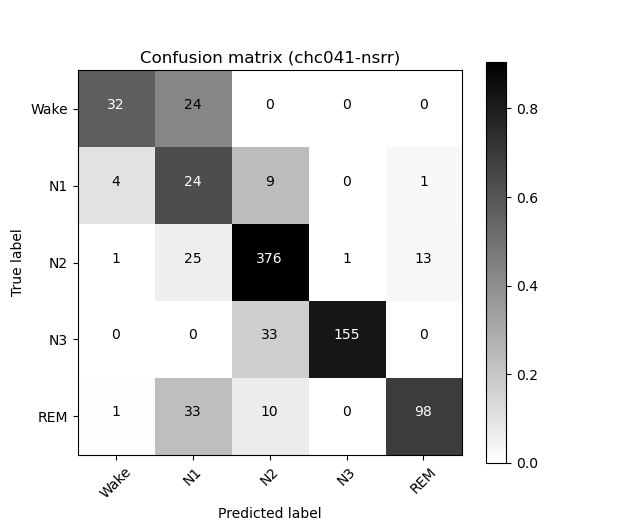 Confusion matrix (chc041-nsrr)
Wake 32 24 0 0 0
N1 4 24 9 0 1
N2 1 25 376 1 13
N3 0 0 33 155 0
REM 1 33 10 0 98
Wake N1 N2 N3 REM
Predicted label
True label
0.8
0.6
0.4
0.2
0.0